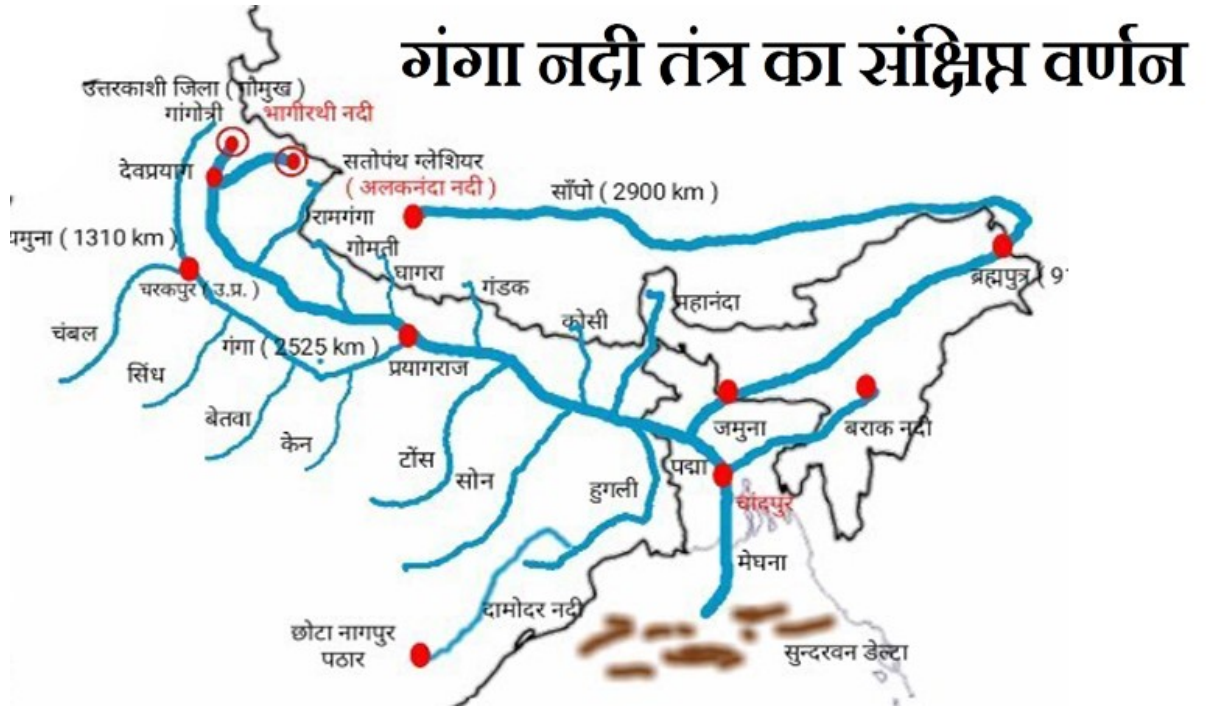 गंगा नदी तंत्र का संक्षिप्त वर्णन
उत्तरकाशी जिला ( गोमुख )
गांगोत्री
भागीरथी नदी
देवप्रयाग
सतोपंथ ग्लेशियर
( अलकनंदा नदी )
साँपो ( 2900 km )
रामगंगा
यमुना ( 1310 km )
गोमती
घागरा
ब्रह्मपुत्र ( 9
चरकपुर ( उ.प्र. )
गंडक
महानंदा
कोसी
चंबल
गंगा ( 2525 km )
प्रयागराज
सिंध
बेतवा
जमुना
बराक नदी
केन
टोंस
पद्मा
सोन
हुगली
चांदपुर
मेघना
दामोदर नदी
छोटा नागपुर
पठार
सुन्दरवन डेल्टा